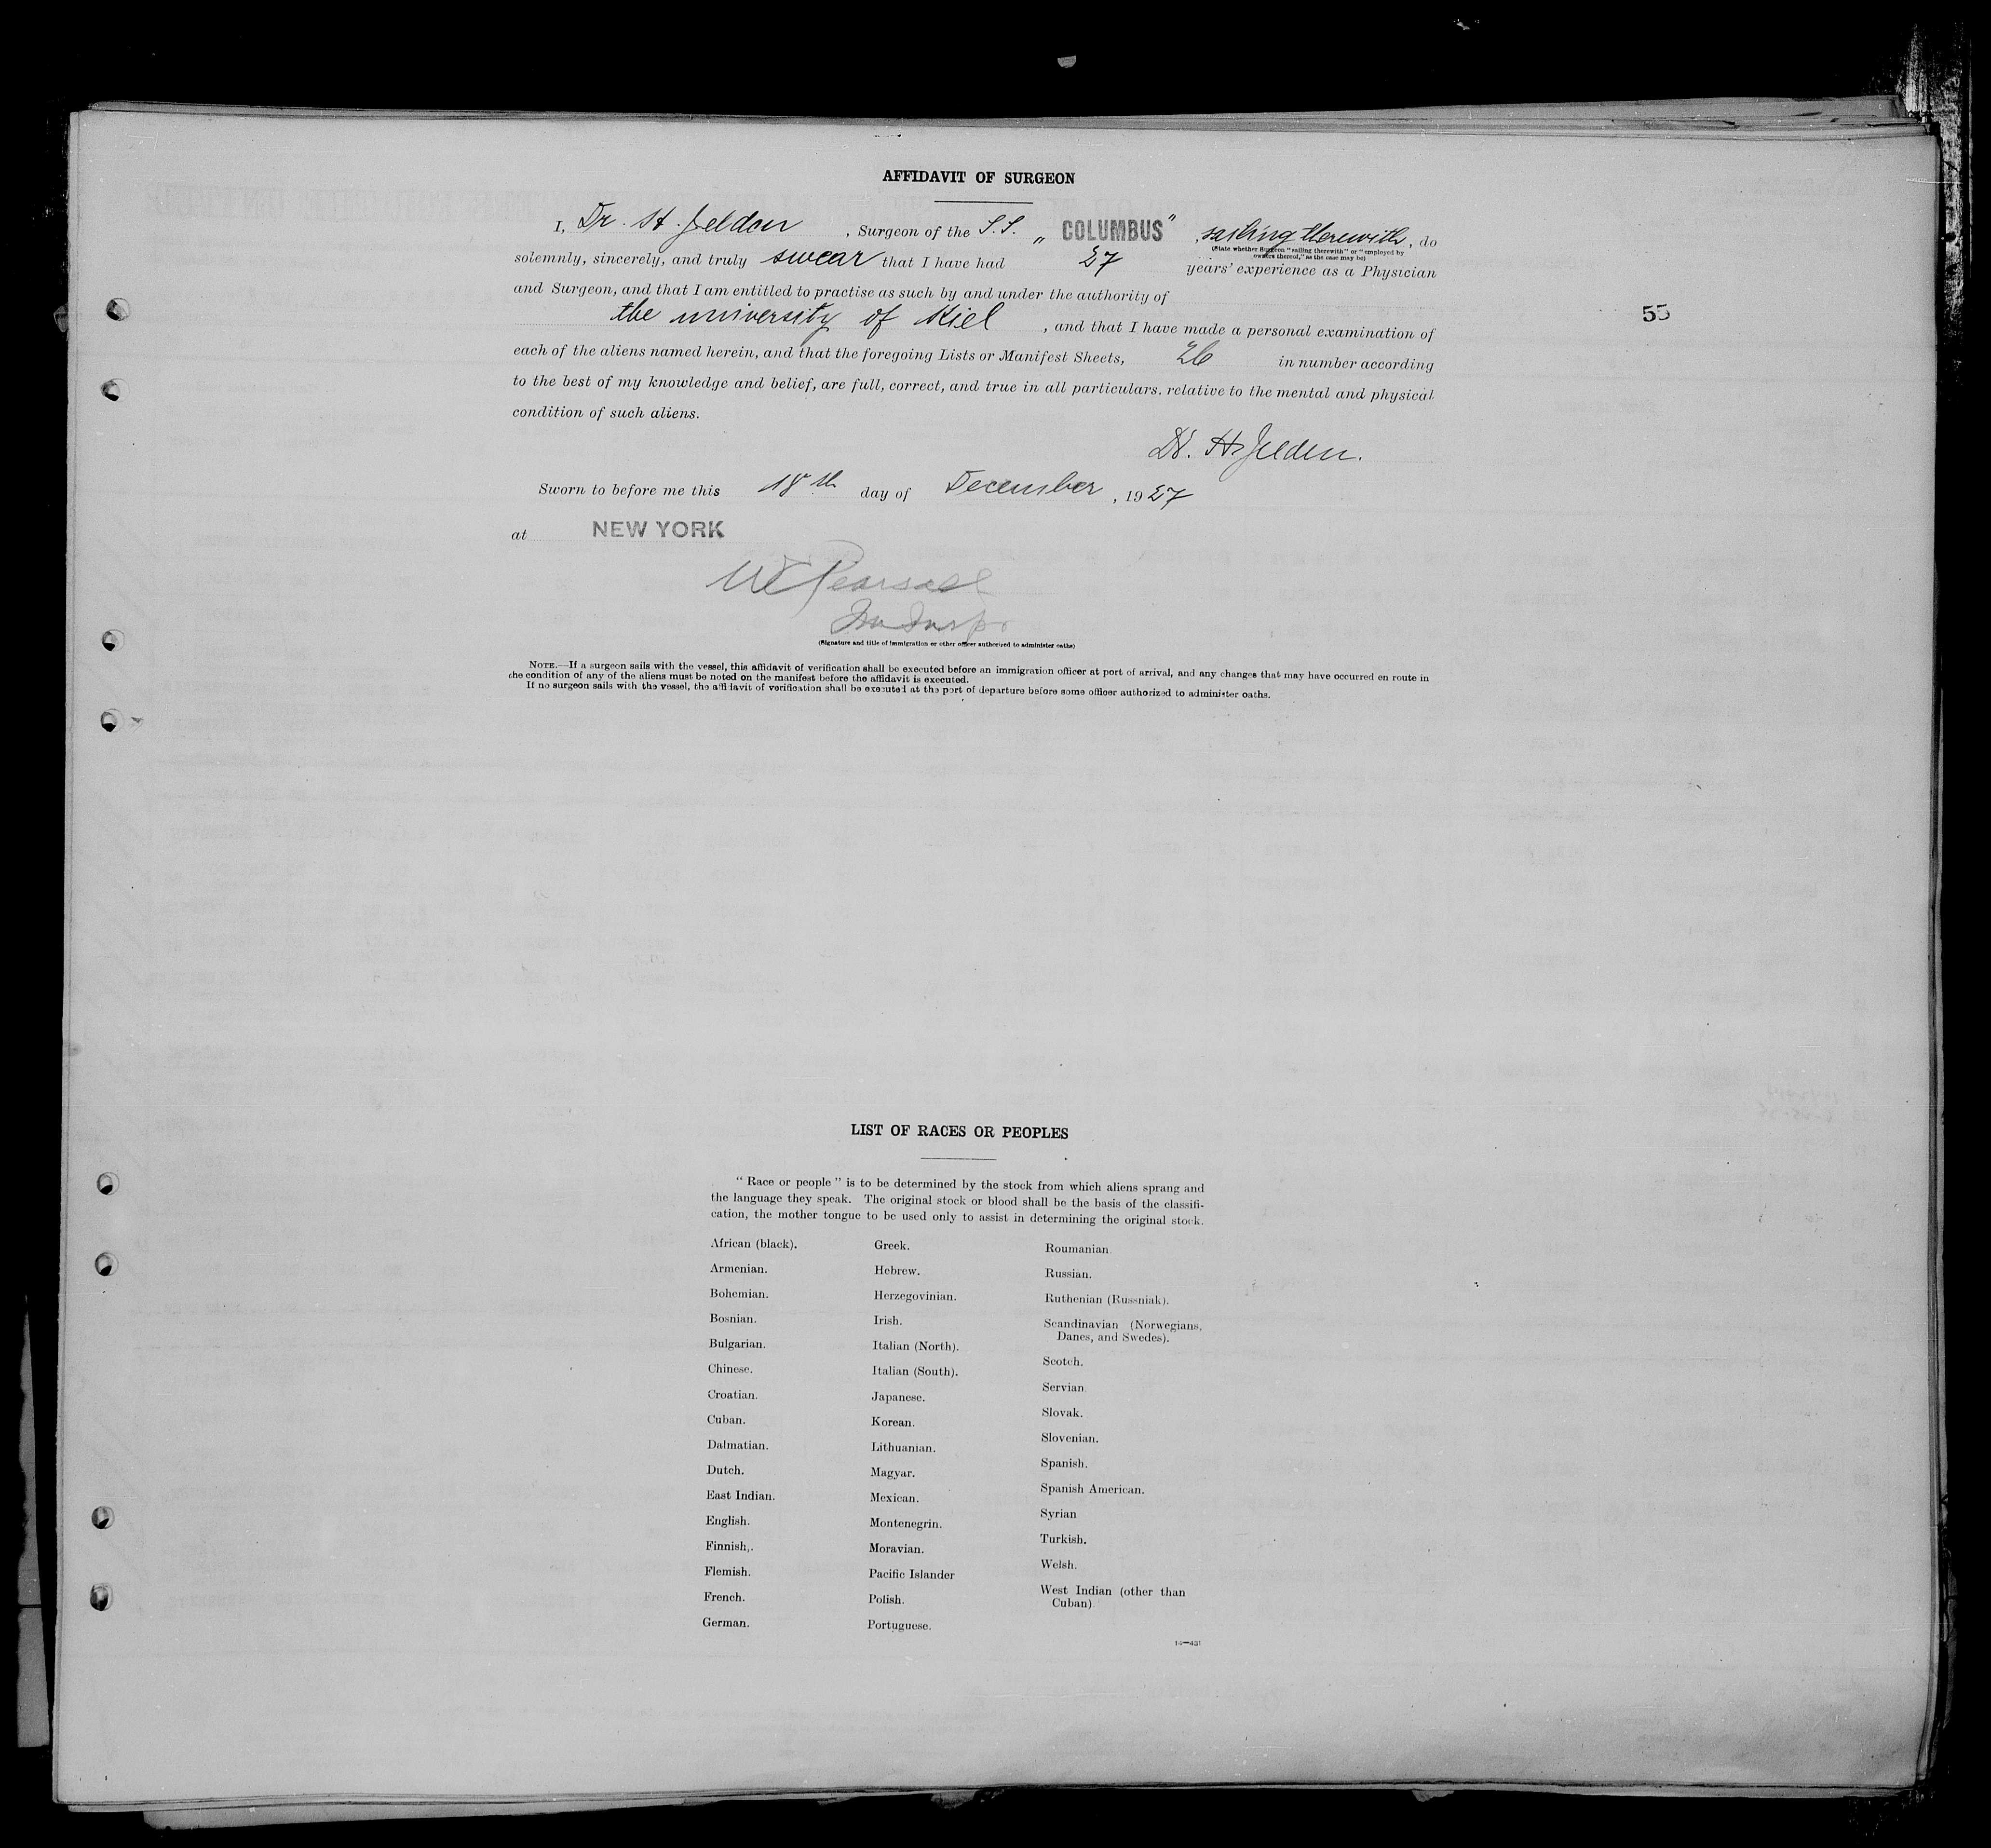 AFFIDAVIT OF SURGEON
I, Dr. H. Jelden, Surgeon of the S.S. „ COLUMBUS" , sailing therewith, do
(State whether Surgeon "sailing therewith" or "employed by
owners thereof," as the case may be)
solemnly, sincerely, and truly swear that I have had 27 years' experience as a Physician
and Surgeon, and that I am entitled to practise as such by and under the authority of
the university of Kiel , and that I have made a personal examination of
each of the aliens named herein, and that the foregoing Lists or Manifest Sheets, 26 in number according
to the best of my knowledge and belief, are full, correct, and true in all particulars. relative to the mental and physical
condition of such aliens.
55
Dr. H. Jelden.
Sworn to before me this 18th day of December, 1927
at NEW YORK
Pearsall
Insp.
(Signature and title of immigration or other officer authorized to administer oaths)
NOTE.—If a surgeon sails with the vessel, this affidavit of verification shall be executed before an immigration officer at port of arrival, and any changes that may have occurred en route in
the condition of any of the aliens must be noted on the manifest before the affidavit is executed.
If no surgeon sails with the vessel, the affidavit of verification shall be executed at the port of departure before some officer authorized to administer oaths.
LIST OF RACES OR PEOPLES
" Race or people " is to be determined by the stock from which aliens sprang and
the language they speak. The original stock or blood shall be the basis of the classifi-
cation, the mother tongue to be used only to assist in determining the original stock.
African (black).
Armenian.
Bohemian.
Bosnian.
Bulgarian.
Chinese.
Croatian.
Cuban.
Dalmatian.
Dutch.
East Indian.
English.
Finnish,.
Flemish.
French.
German.
Greek.
Hebrew.
Herzegovinian.
Irish.
Italian (North).
Italian (South).
Japanese.
Korean.
Lithuanian.
Magyar.
Mexican.
Montenegrin.
Moravian.
Pacific Islander
Polish.
Portuguese.
Roumanian
Russian.
Ruthenian (Russniak).
Scandinavian (Norwegians,
Danes, and Swedes).
Scotch.
Servian
Slovak.
Slovenian.
Spanish.
Spanish American.
Syrian
Turkish.
Welsh.
West Indian (other than
Cuban)